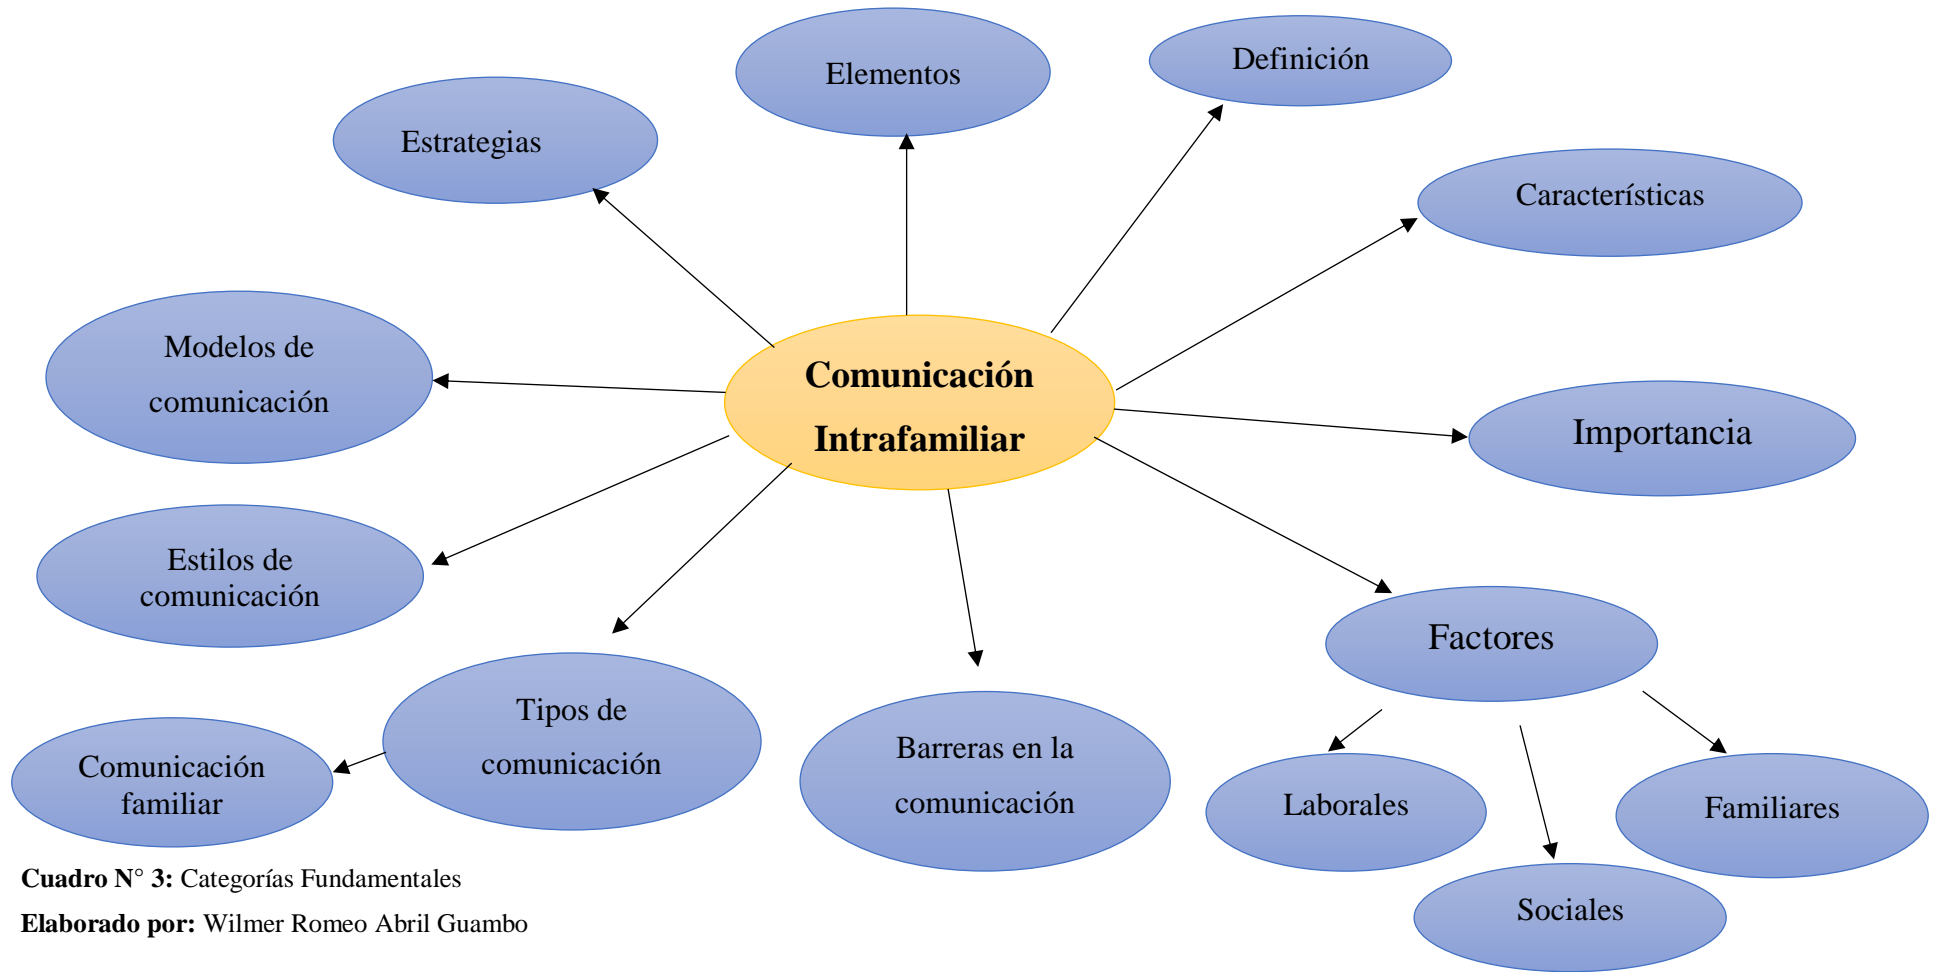 Elementos
Definición
Estrategias
Característicás
Modelos de
comunicación
Comunicación
Intrafamiliar
Importancia
Estilos de
comunicación
Factores
Tipos de
comunicación
Barreras en la
comunicación
Comunicación
familiar
Laborales
Familiares
Sociales
Cuadro N° 3: Categorías Fundamentales
Elaborado por: Wilmer Romeo Abril Guambo